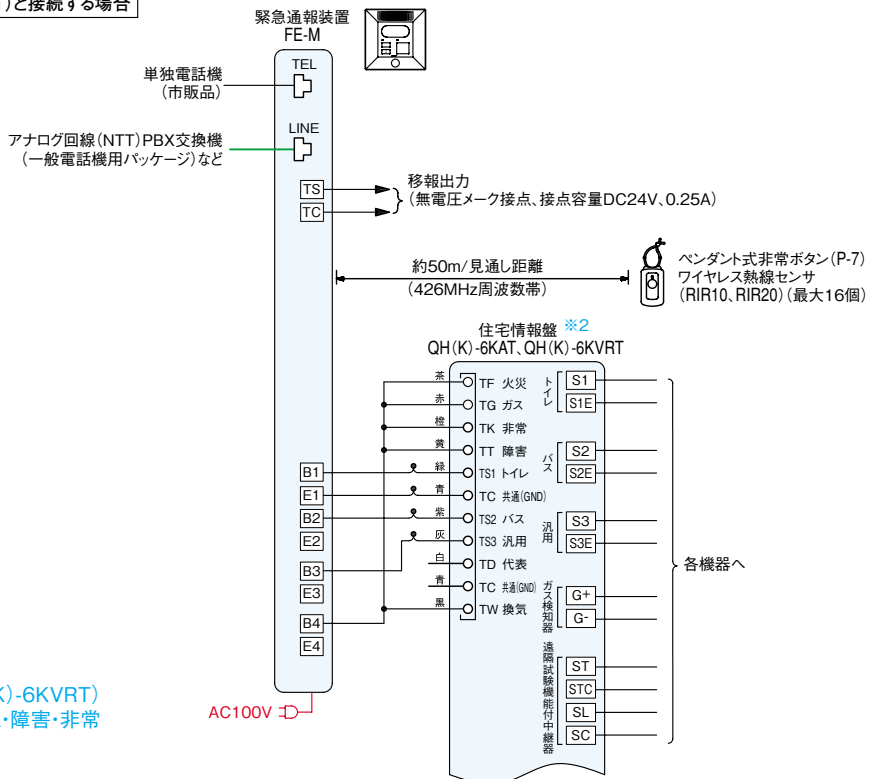 )と接続する場合
緊急通報装置
FE-M
TEL
単独電話機
(市販品)
LINE
アナログ回線(NTT)PBX交換機
(一般電話機用パッケージ)など
TS
TC
移報出力
(無電圧メーク接点、接点容量DC24V、0.25A)
約50m/見通し距離
(426MHz周波数帯)
ペンダント式非常ボタン(P-7)
ワイヤレス熱線センサ
(RIR10、RIR20)(最大16個)
住宅情報盤 ※2
QH(K)-6KAT、QH(K)-6KVRT
茶 TF 火災
赤 TG ガス
橙 TK 非常
黄 TT 障害
緑 TS1 トイレ
青 TC 共通(GND)
紫 TS2 バス
灰 TS3 汎用
白 TD 代表
青 TC 共通(GND)
黒 TW 換気
B1
E1
B2
E2
B3
E3
B4
E4
トイレ
S1
S1E
バス
S2
S2E
汎用
S3
S3E
ガス検知器
G+
G-
遠隔試験機能付中継器
ST
STC
SL
SC
各機器へ
AC100V
)-6KVRT)
・障害・非常